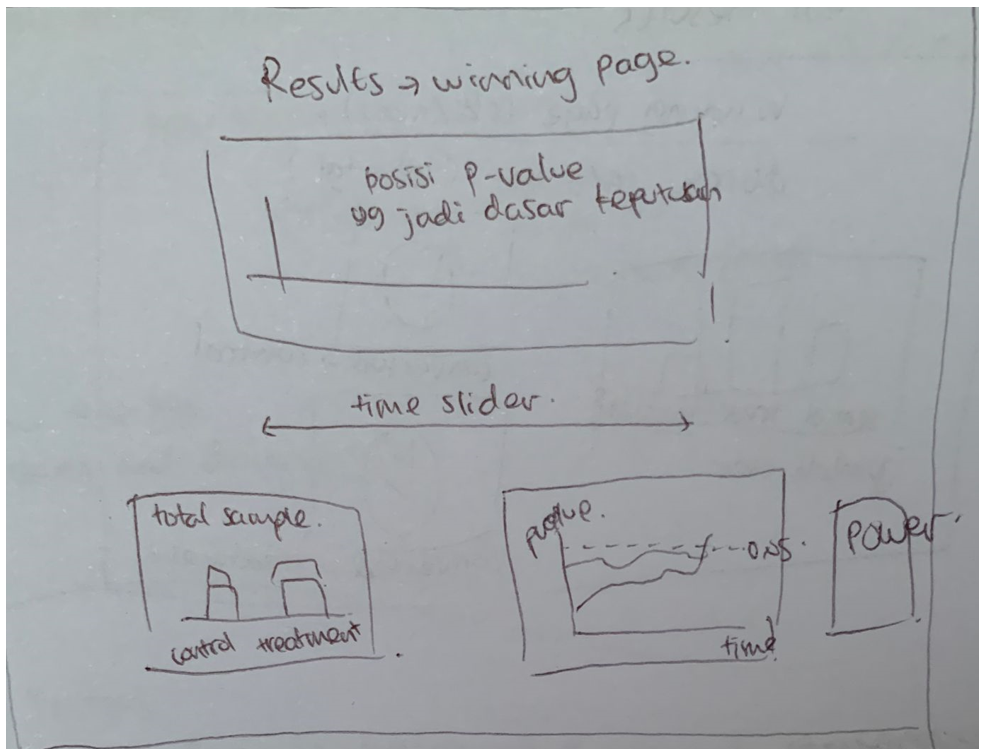 Results → winning page.
posisi p-value
yg jadi dasar keputusan
time slider.
total sample.
control treatment
pvalue.
0.05
time
power